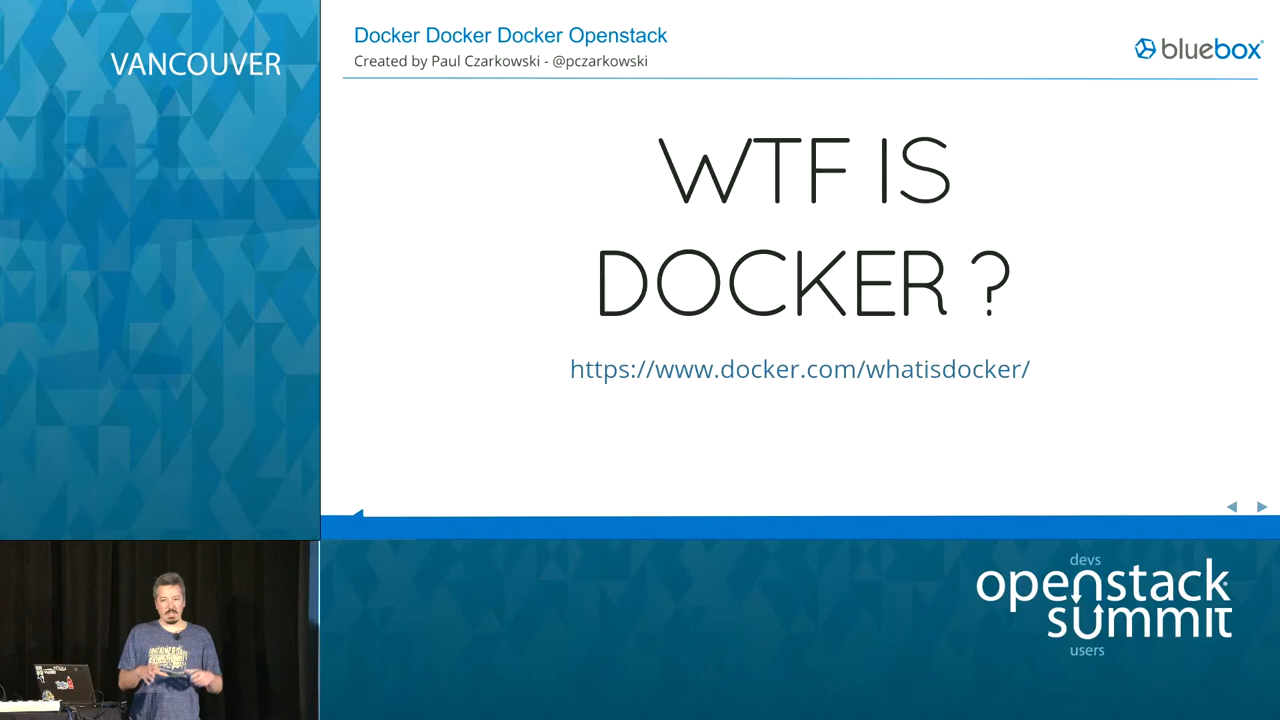 VANCOUVER
Docker Docker Docker Openstack
Created by Paul Czarkowski - @pczarkowski
bluebox
WTF IS
DOCKER ?
https://www.docker.com/whatisdocker/
devs
openstack
summit
users